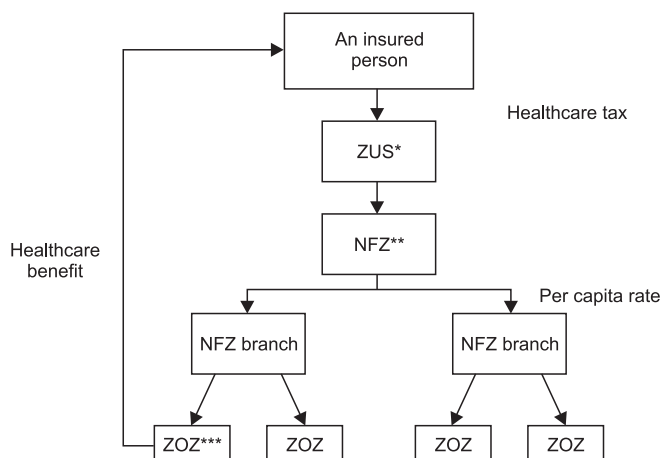 An insured
person
Healthcare tax
ZUS*
NFZ**
Healthcare
benefit
Per capita rate
NFZ branch
NFZ branch
ZOZ***
ZOZ
ZOZ
ZOZ